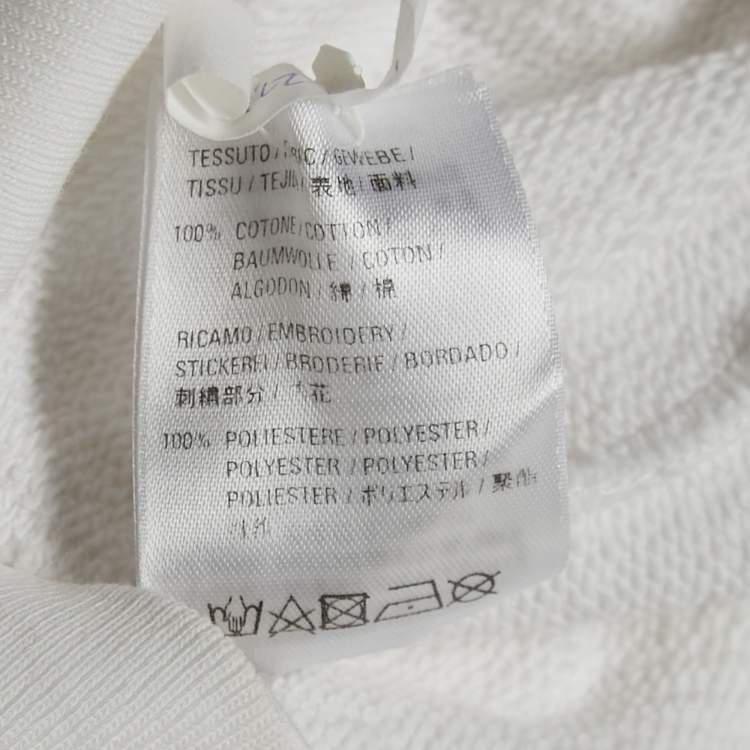 TESSUTO / FABRIC / GEWEBE /
TISSU / TEJIDO / 表地 / 面料
100% COTONE / COTTON /
BAUMWOLLE / COTON /
ALGODON / 綿 / 棉
RICAMO / EMBROIDERY /
STICKEREI / BRODERIE / BORDADO /
刺繍部分 / 花
100% POLIESTERE / POLYESTER /
POLYESTER / POLYESTER /
POLIESTER / ポリエステル / 聚酯